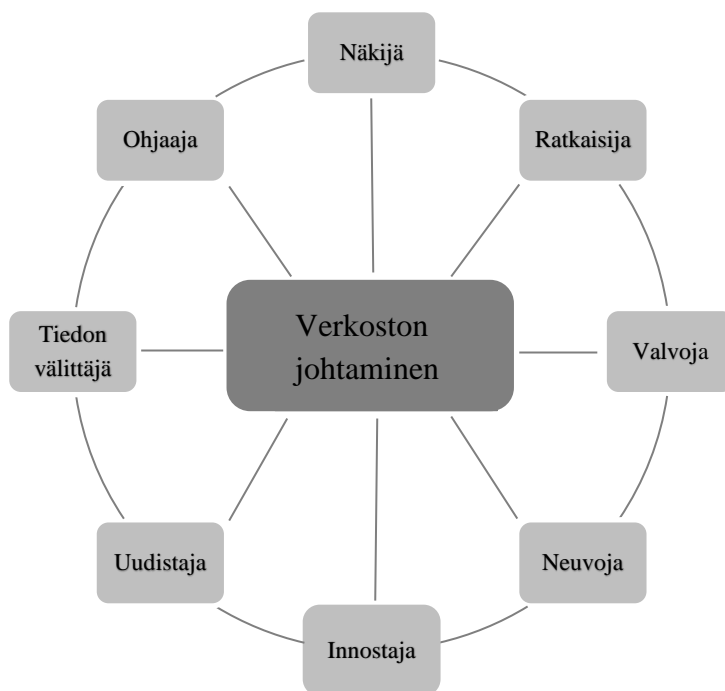 Näkijä
Ohjaaja
Ratkaisija
Verkoston
johtaminen
Tiedon
välittäjä
Valvoja
Uudistaja
Neuvoja
Innostaja